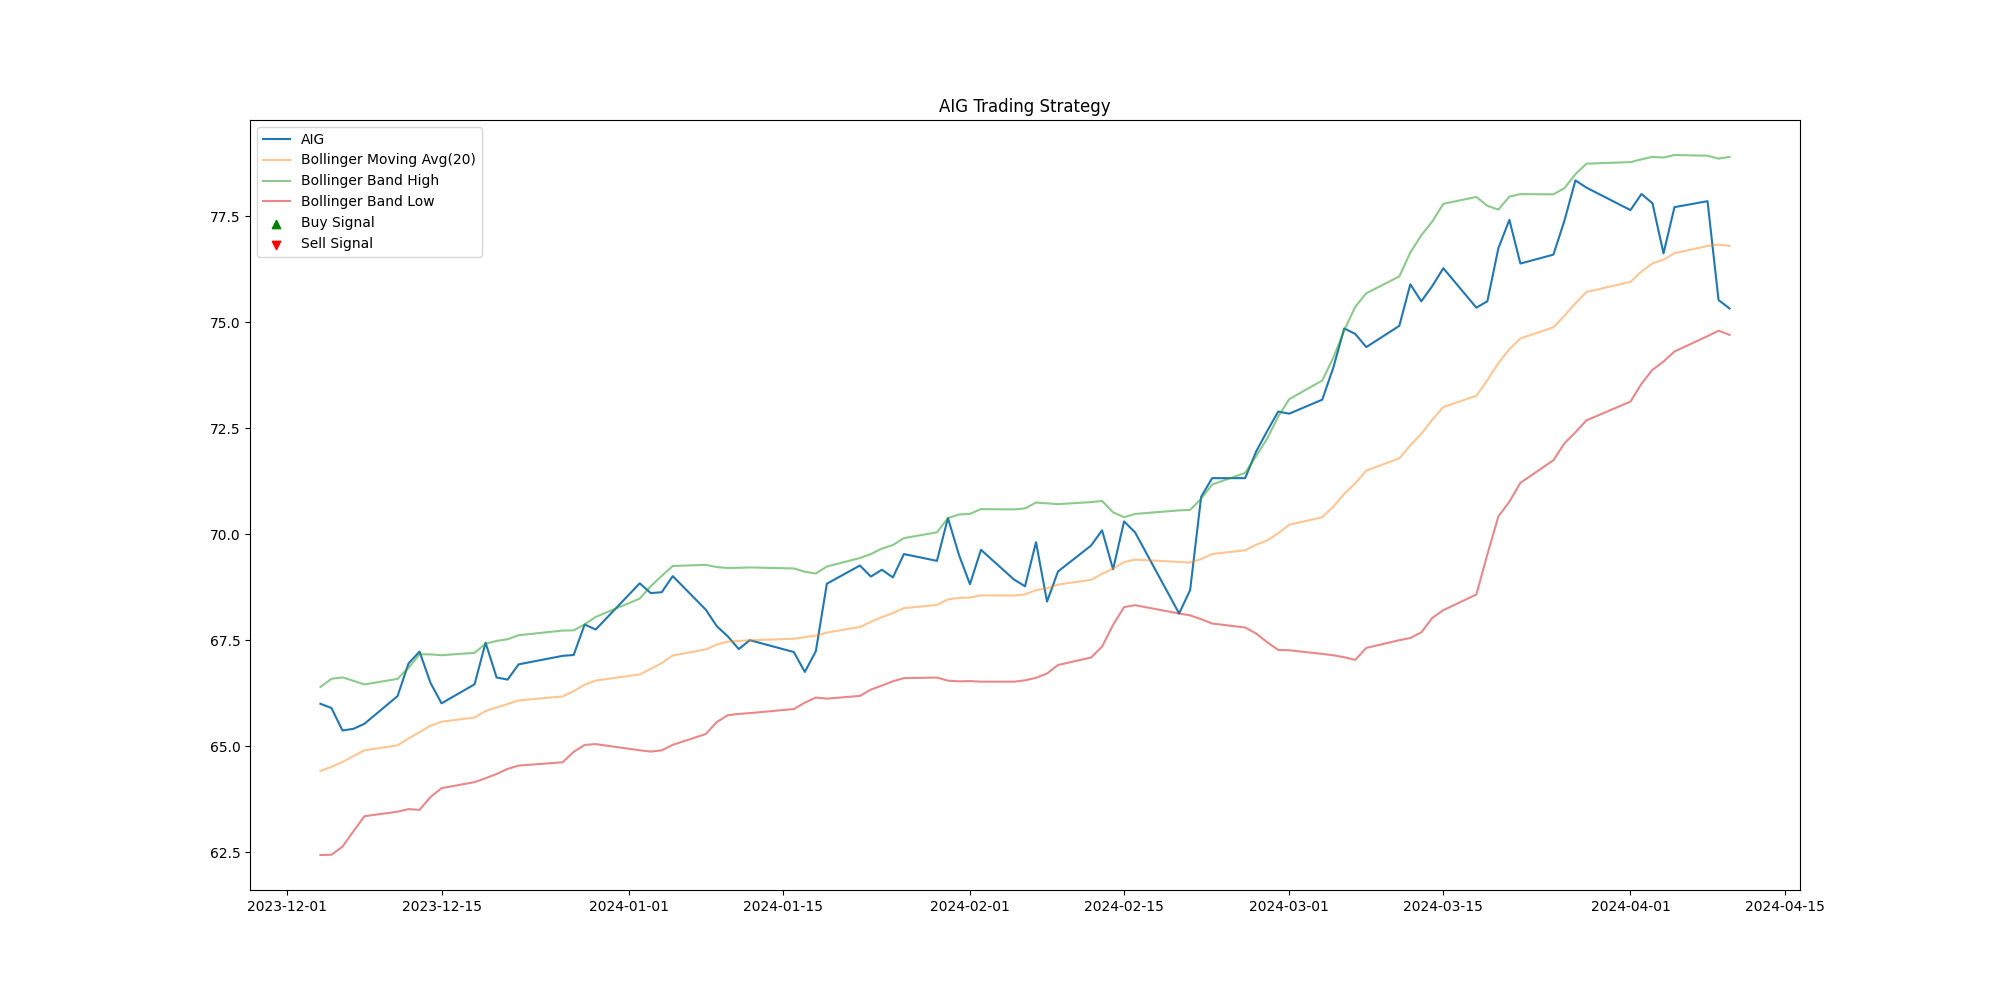 AIG Trading Strategy
AIG
Bollinger Moving Avg(20)
Bollinger Band High
Bollinger Band Low
Buy Signal
Sell Signal
77.5
75.0
72.5
70.0
67.5
65.0
62.5
2023-12-01 2023-12-15 2024-01-01 2024-01-15 2024-02-01 2024-02-15 2024-03-01 2024-03-15 2024-04-01 2024-04-15